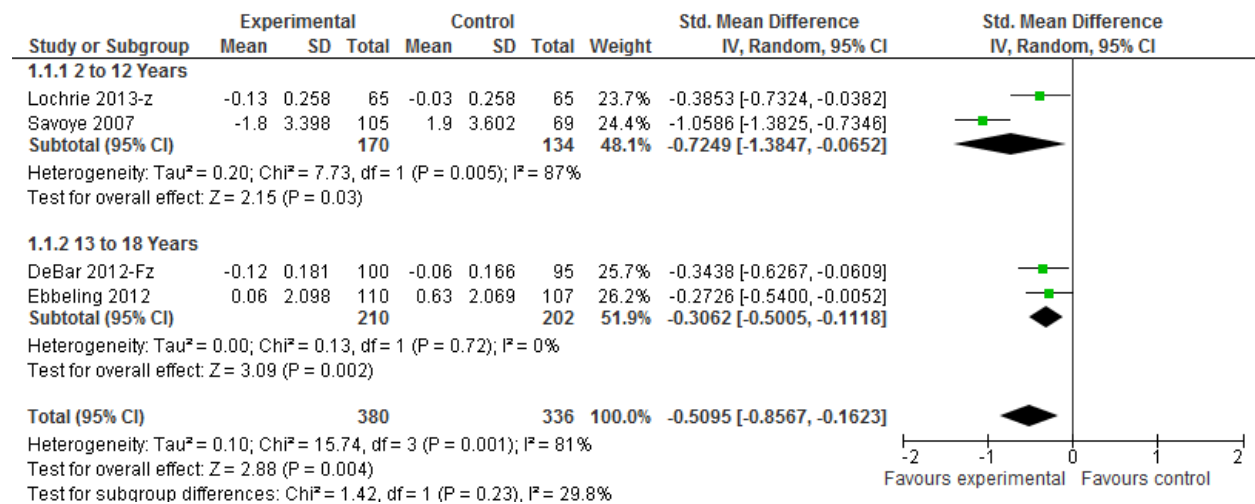 Experimental Control Std. Mean Difference Std. Mean Difference
Study or Subgroup Mean SD Total Mean SD Total Weight IV, Random, 95% CI IV, Random, 95% CI
1.1.1 2 to 12 Years
Lochrie 2013-z -0.13 0.258 65 -0.03 0.258 65 23.7% -0.3853 [-0.7324, -0.0382]
Savoye 2007 -1.8 3.398 105 1.9 3.602 69 24.4% -1.0586 [-1.3825, -0.7346]
Subtotal (95% CI) 170 134 48.1% -0.7249 [-1.3847, -0.0652]
Heterogeneity: Tau² = 0.20; Chi² = 7.73, df = 1 (P = 0.005); I² = 87%
Test for overall effect: Z = 2.15 (P = 0.03)
1.1.2 13 to 18 Years
DeBar 2012-Fz -0.12 0.181 100 -0.06 0.166 95 25.7% -0.3438 [-0.6267, -0.0609]
Ebbeling 2012 0.06 2.098 110 0.63 2.069 107 26.2% -0.2726 [-0.5400, -0.0052]
Subtotal (95% CI) 210 202 51.9% -0.3062 [-0.5005, -0.1118]
Heterogeneity: Tau² = 0.00; Chi² = 0.13, df = 1 (P = 0.72); I² = 0%
Test for overall effect: Z = 3.09 (P = 0.002)
Total (95% CI) 380 336 100.0% -0.5095 [-0.8567, -0.1623]
Heterogeneity: Tau² = 0.10; Chi² = 15.74, df = 3 (P = 0.001); I² = 81%
Test for overall effect: Z = 2.88 (P = 0.004)
Test for subgroup differences: Chi² = 1.42, df = 1 (P = 0.23), I² = 29.8%
-2 -1 0 1 2
Favours experimental Favours control